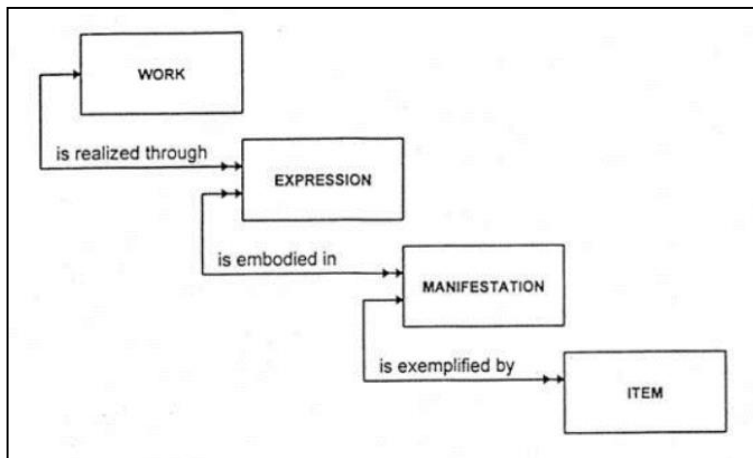 WORK
is realized through
EXPRESSION
is embodied in
MANIFESTATION
is exemplified by
ITEM